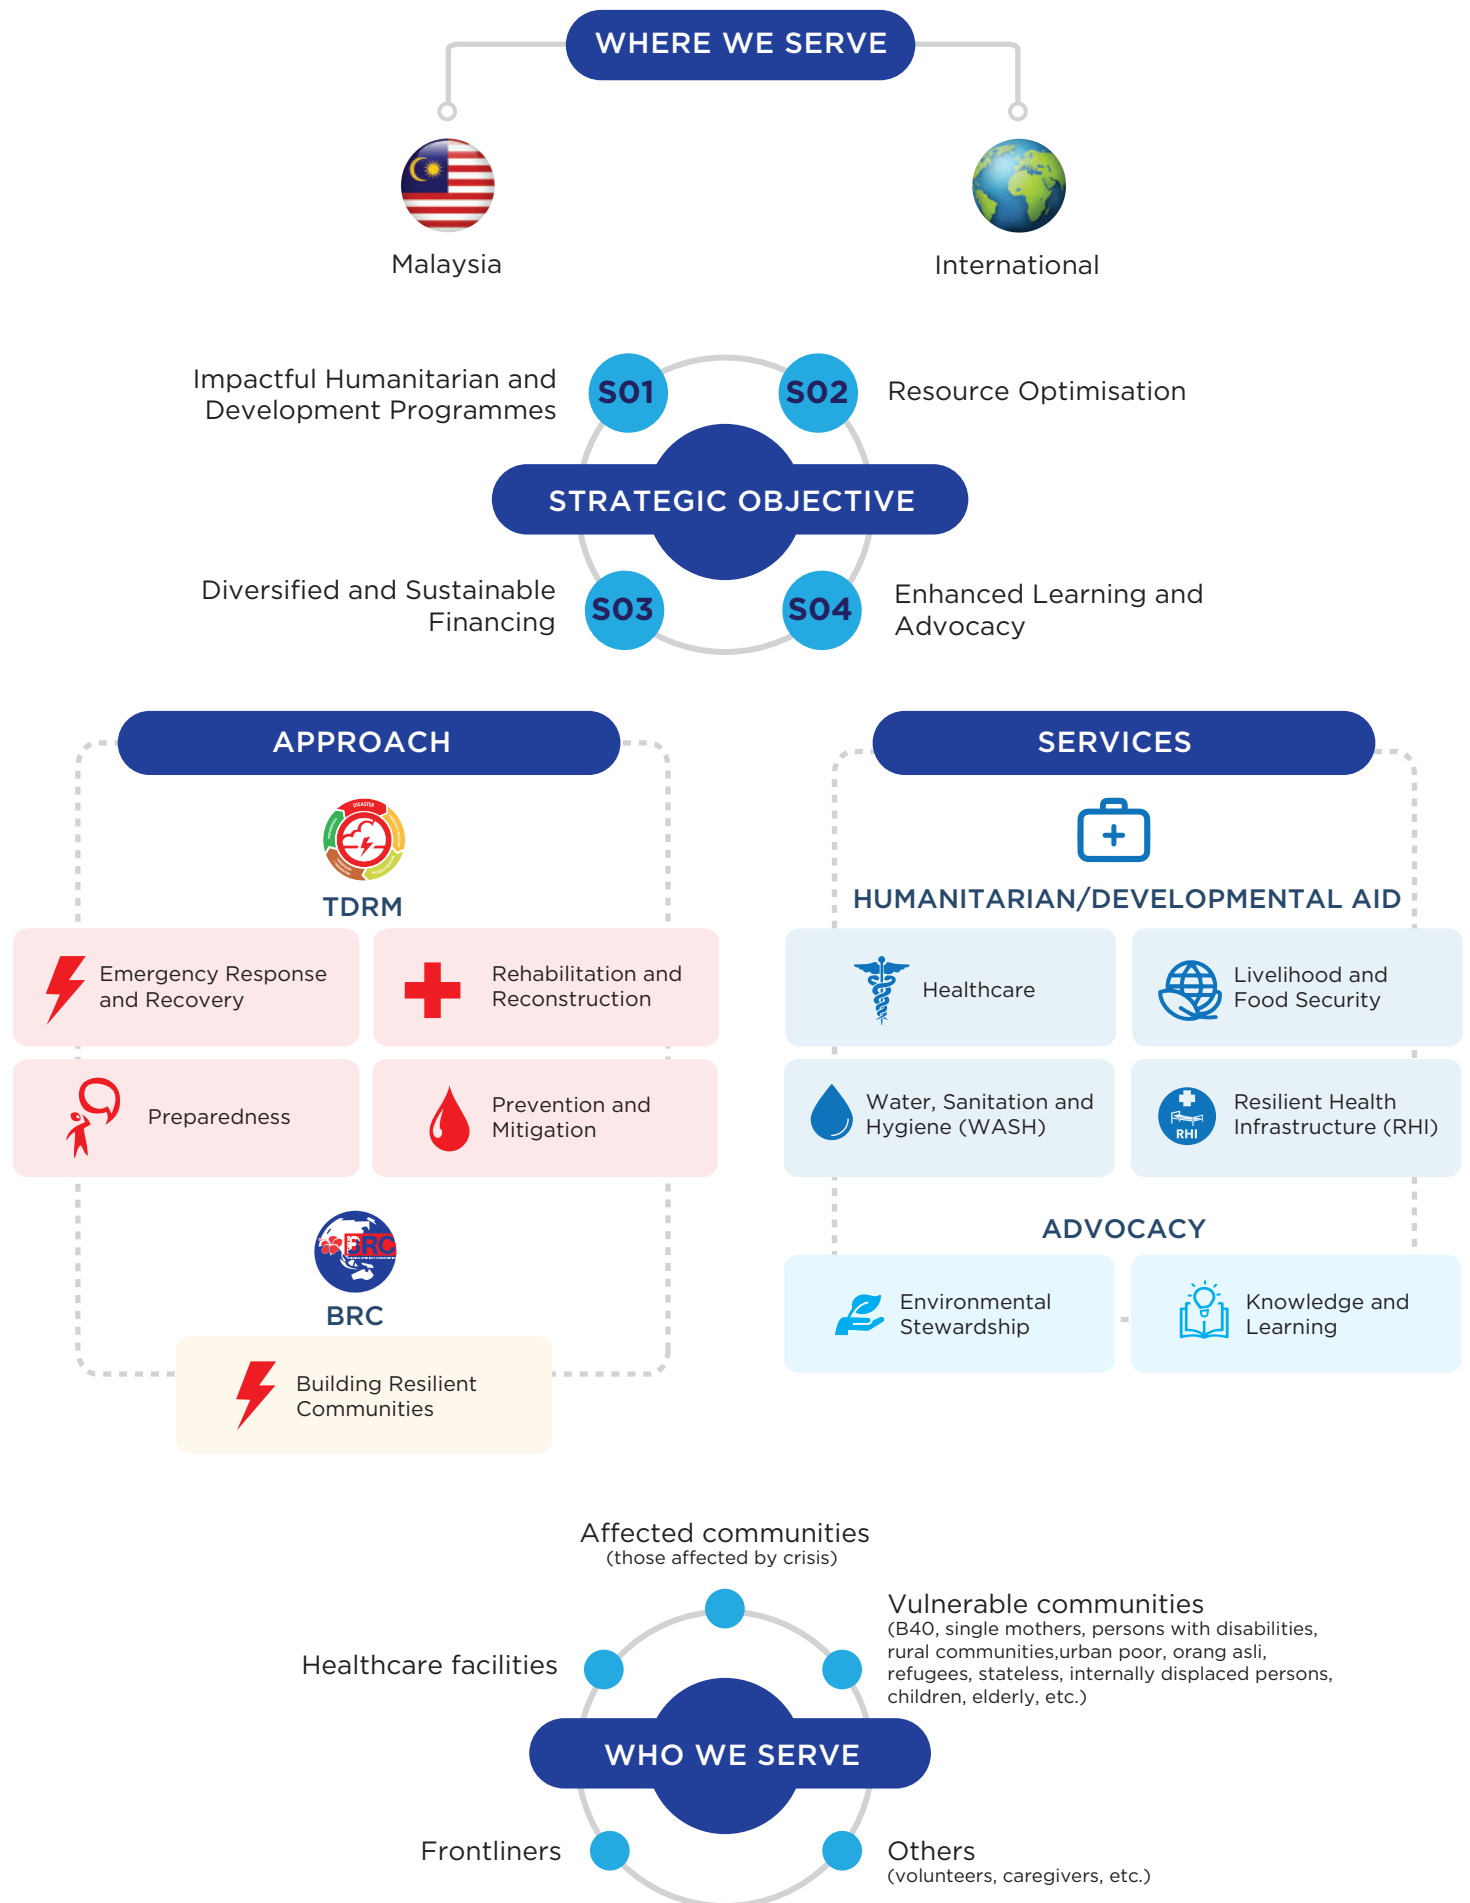 WHERE WE SERVE
Malaysia
International
Impactful Humanitarian and
Development Programmes
SO1
SO2
Resource Optimisation
STRATEGIC OBJECTIVE
Diversified and Sustainable
Financing
SO3
SO4
Enhanced Learning and
Advocacy
APPROACH
DISASTER
TDRM
Emergency Response
and Recovery
Rehabilitation and
Reconstruction
Preparedness
Prevention and
Mitigation
BRC
BRC
Building Resilient
Communities
SERVICES
HUMANITARIAN/DEVELOPMENTAL AID
Healthcare
Livelihood and
Food Security
Water, Sanitation and
Hygiene (WASH)
RHI
Resilient Health
Infrastructure (RHI)
ADVOCACY
Environmental
Stewardship
Knowledge and
Learning
Affected communities
(those affected by crisis)
Healthcare facilities
Vulnerable communities
(B40, single mothers, persons with disabilities,
rural communities,urban poor, orang asli,
refugees, stateless, internally displaced persons,
children, elderly, etc.)
WHO WE SERVE
Frontliners
Others
(volunteers, caregivers, etc.)